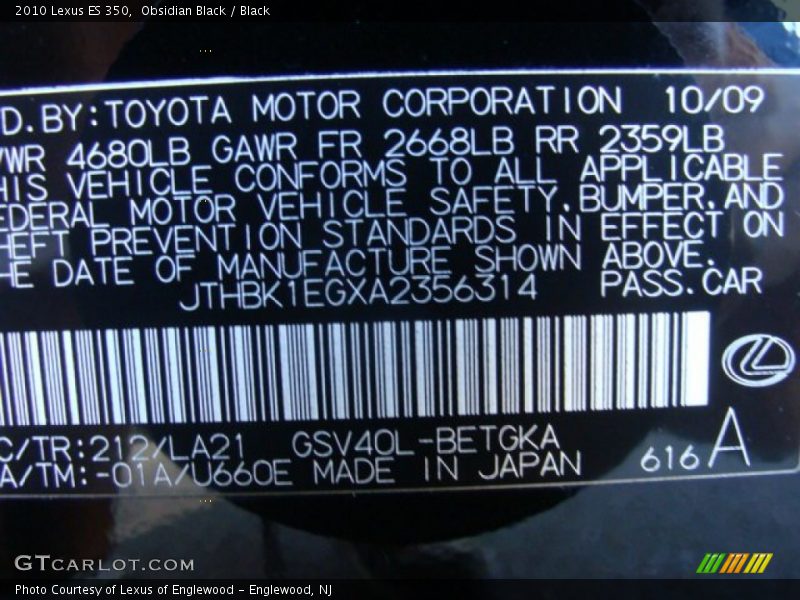 2010 Lexus ES 350,  Obsidian Black / Black
D.BY:TOYOTA MOTOR CORPORATION 10/09
VWR 4680LB GAWR FR 2668LB RR 2359LB
HIS VEHICLE CONFORMS TO ALL APPLICABLE
EDERAL MOTOR VEHICLE SAFETY,BUMPER,AND
HEFT PREVENTION STANDARDS IN EFFECT ON
HE DATE OF MANUFACTURE SHOWN ABOVE.
JTHBK1EGXA2356314 PASS.CAR
C/TR:212/LA21 GSV40L-BETGKA
A/TM:-01A/U660E MADE IN JAPAN 616 A
GTCARLOT.COM
Photo Courtesy of Lexus of Englewood - Englewood, NJ